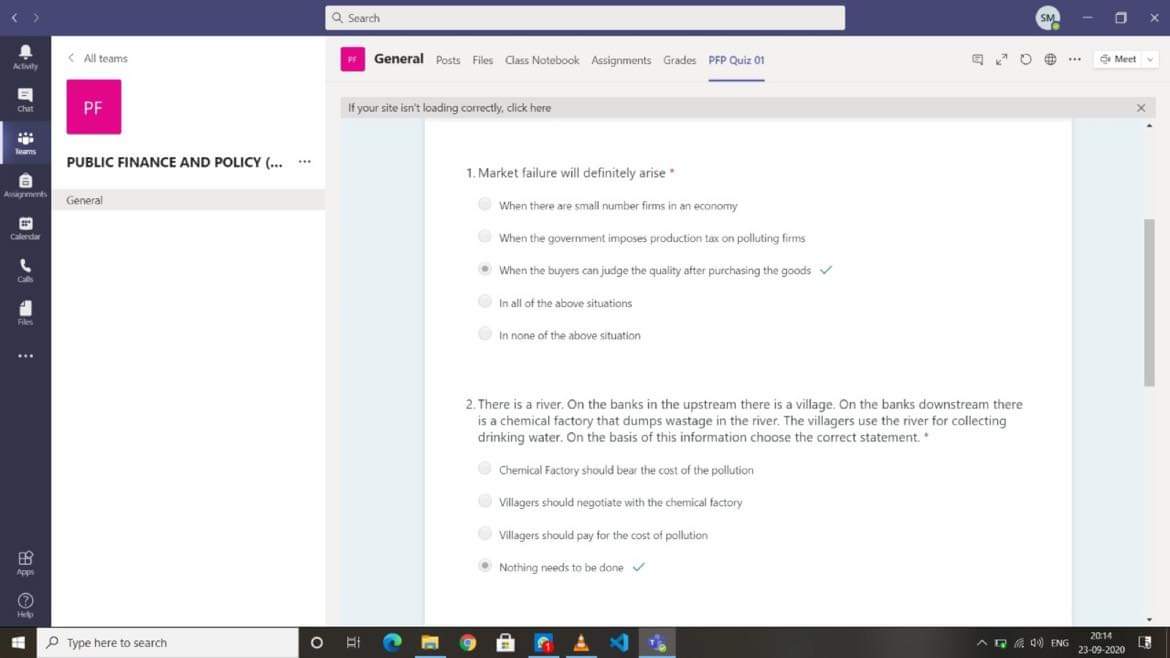 Search
SM
Activity
Chat
Teams
Assignments
Calendar
Calls
Files
Apps
Help
All teams
PF
PUBLIC FINANCE AND POLICY (...
General
PF
General Posts Files Class Notebook Assignments Grades PFP Quiz 01
Meet
If your site isn't loading correctly, click here
1. Market failure will definitely arise *
When there are small number firms in an economy
When the government imposes production tax on polluting firms
When the buyers can judge the quality after purchasing the goods
In all of the above situations
In none of the above situation
2. There is a river. On the banks in the upstream there is a village. On the banks downstream there
is a chemical factory that dumps wastage in the river. The villagers use the river for collecting
drinking water. On the basis of this information choose the correct statement. *
Chemical Factory should bear the cost of the pollution
Villagers should negotiate with the chemical factory
Villagers should pay for the cost of pollution
Nothing needs to be done
Type here to search
1
ENG
20:14
23-09-2020